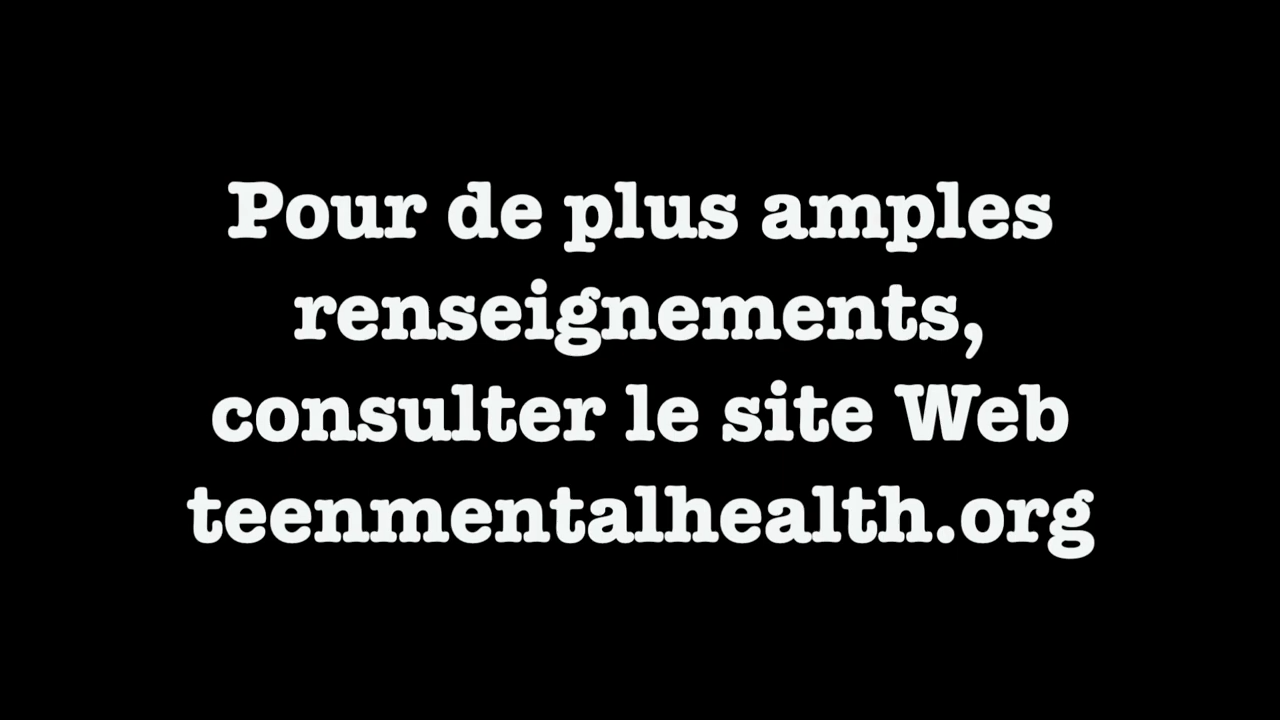 Pour de plus amples
renseignements,
consulter le site Web
teenmentalhealth.org